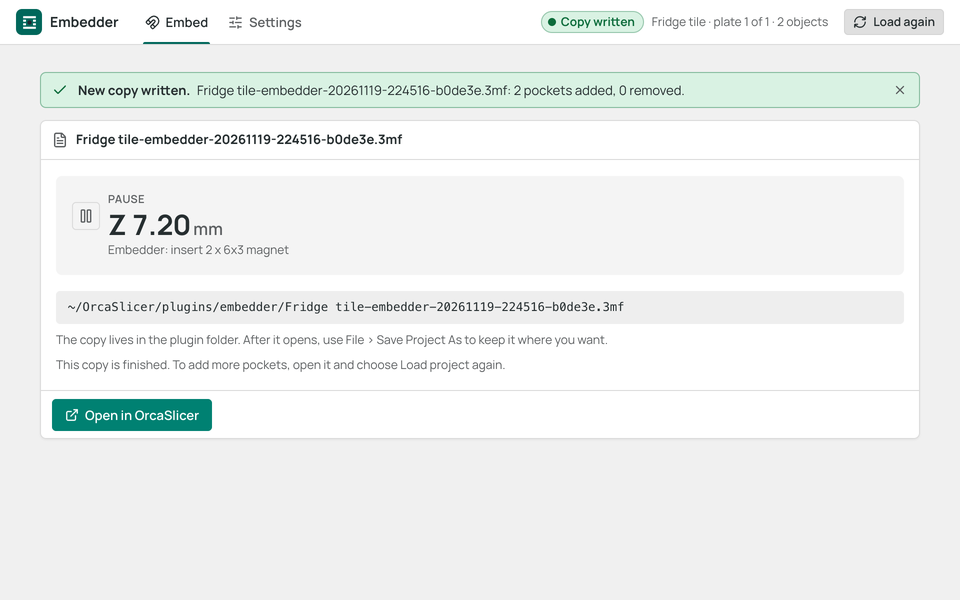 Embedder
Embed
Settings
Copy written
Fridge tile · plate 1 of 1 · 2 objects
Load again
New copy written. Fridge tile-embedder-20261119-224516-b0de3e.3mf: 2 pockets added, 0 removed.
Fridge tile-embedder-20261119-224516-b0de3e.3mf
PAUSE
Z 7.20 mm
Embedder: insert 2 x 6x3 magnet
~/OrcaSlicer/plugins/embedder/Fridge tile-embedder-20261119-224516-b0de3e.3mf
The copy lives in the plugin folder. After it opens, use File > Save Project As to keep it where you want.
This copy is finished. To add more pockets, open it and choose Load project again.
Open in OrcaSlicer